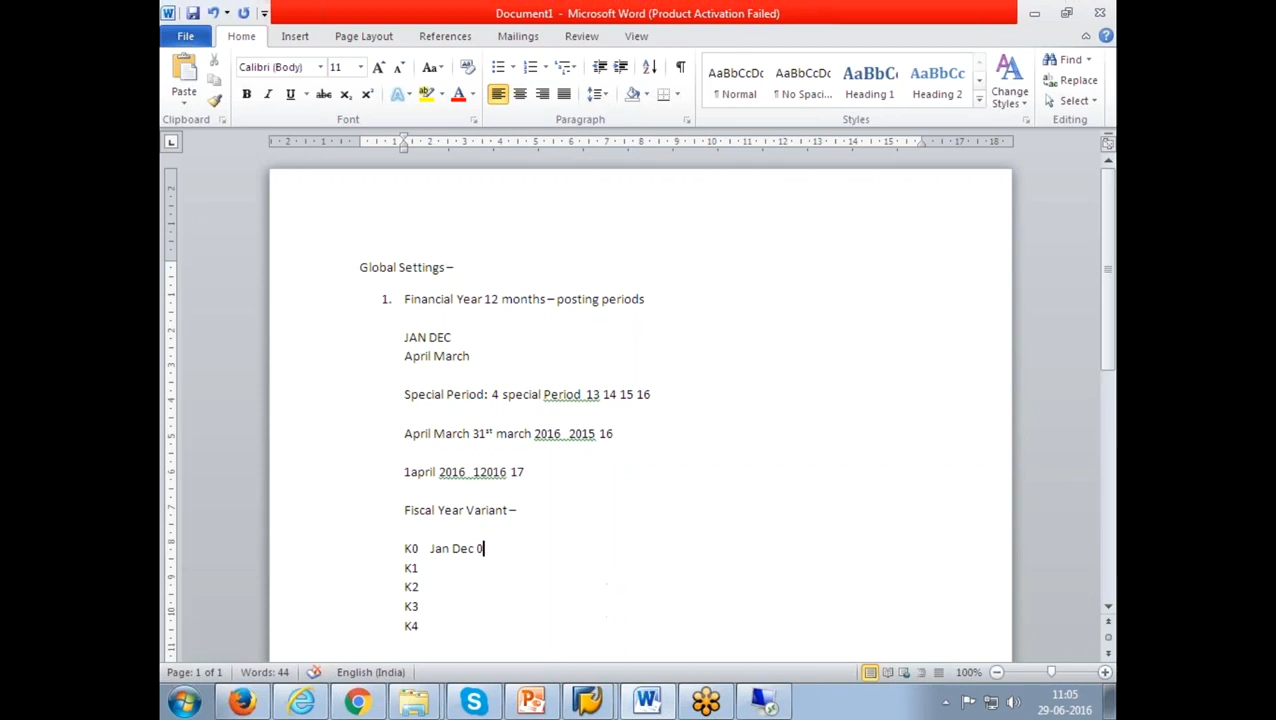 Document1 - Microsoft Word (Product Activation Failed)
File Home Insert Page Layout References Mailings Review View
Calibri (Body) 11
Paste
B I U abc x₂ x² A A
AaBbCcDc AaBbCcDc AaBbC AaBbCc
¶ Normal ¶ No Spaci... Heading 1 Heading 2
Change Styles
Find
Replace
Select
Clipboard Font Paragraph Styles Editing
Global Settings –
1. Financial Year 12 months – posting periods
JAN DEC
April March
Special Period: 4 special Period 13 14 15 16
April March 31st march 2016 2015 16
1april 2016 12016 17
Fiscal Year Variant –
K0 Jan Dec 0
K1
K2
K3
K4
Page: 1 of 1 Words: 44 English (India) 100%
11:05
29-06-2016